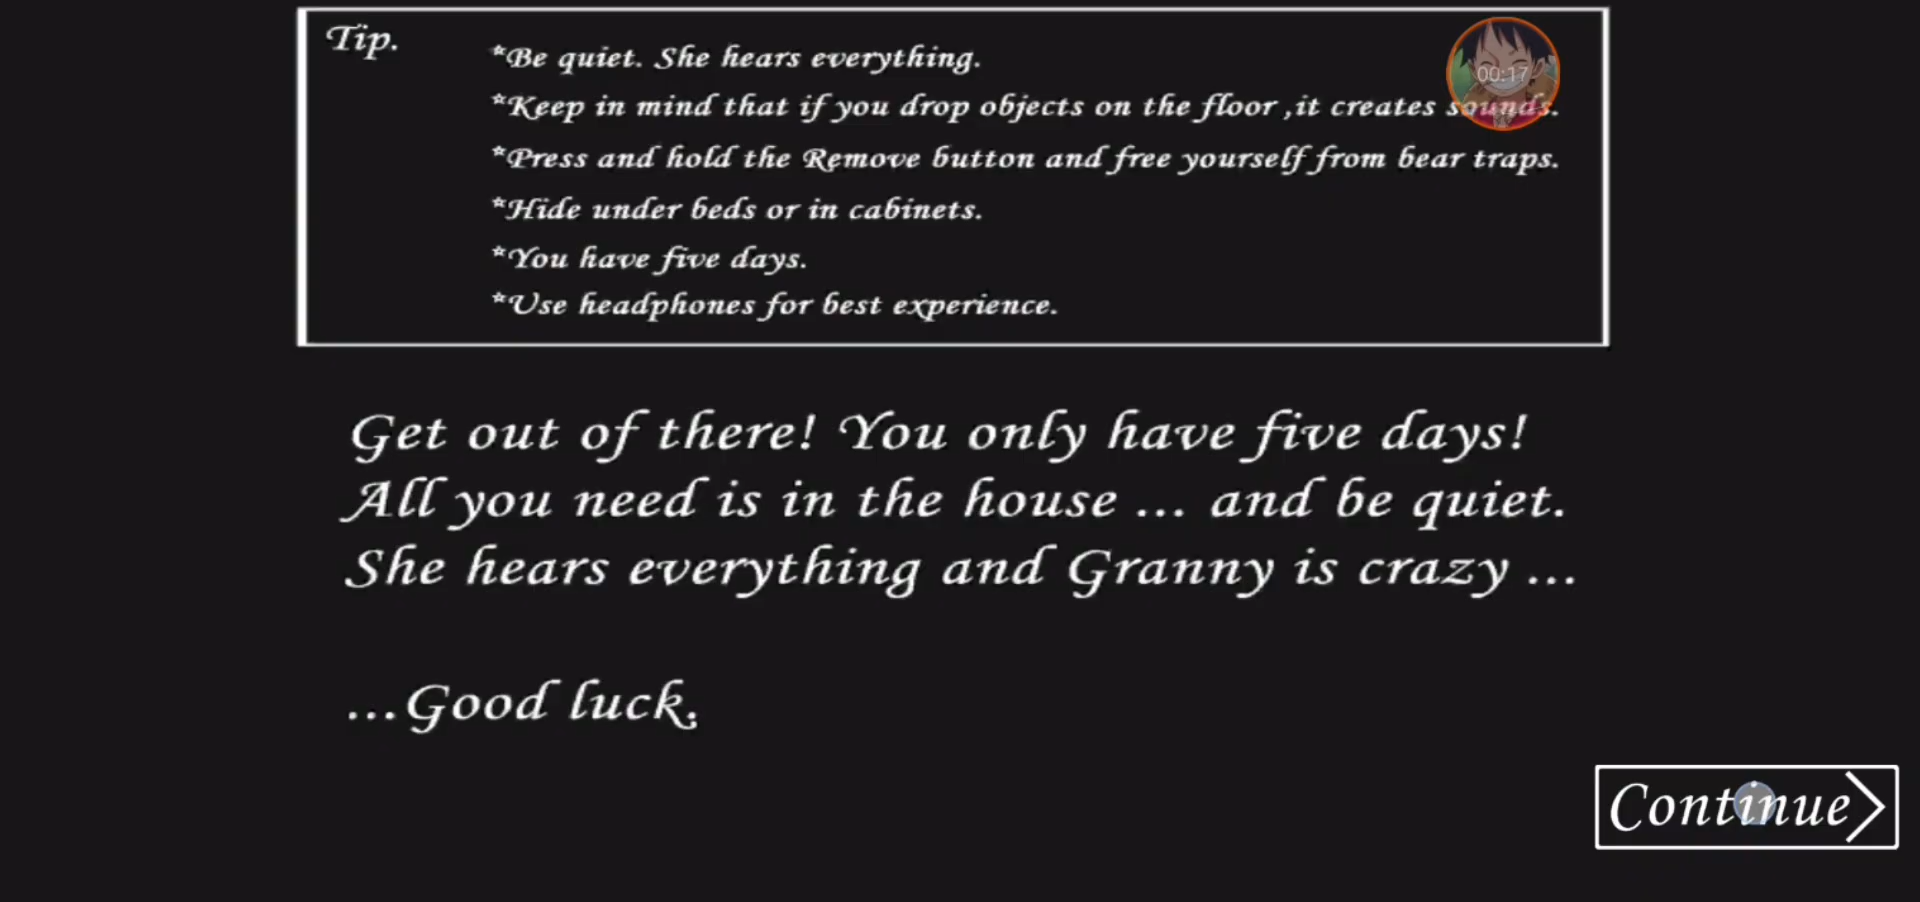 Tip.
*Be quiet. She hears everything.
*Keep in mind that if you drop objects on the floor ,it creates sounds.
*Press and hold the Remove button and free yourself from bear traps.
*Hide under beds or in cabinets.
*You have five days.
*Use headphones for best experience.
00:17
Get out of there! You only have five days!
All you need is in the house ... and be quiet.
She hears everything and Granny is crazy ...
...Good luck.
Continue